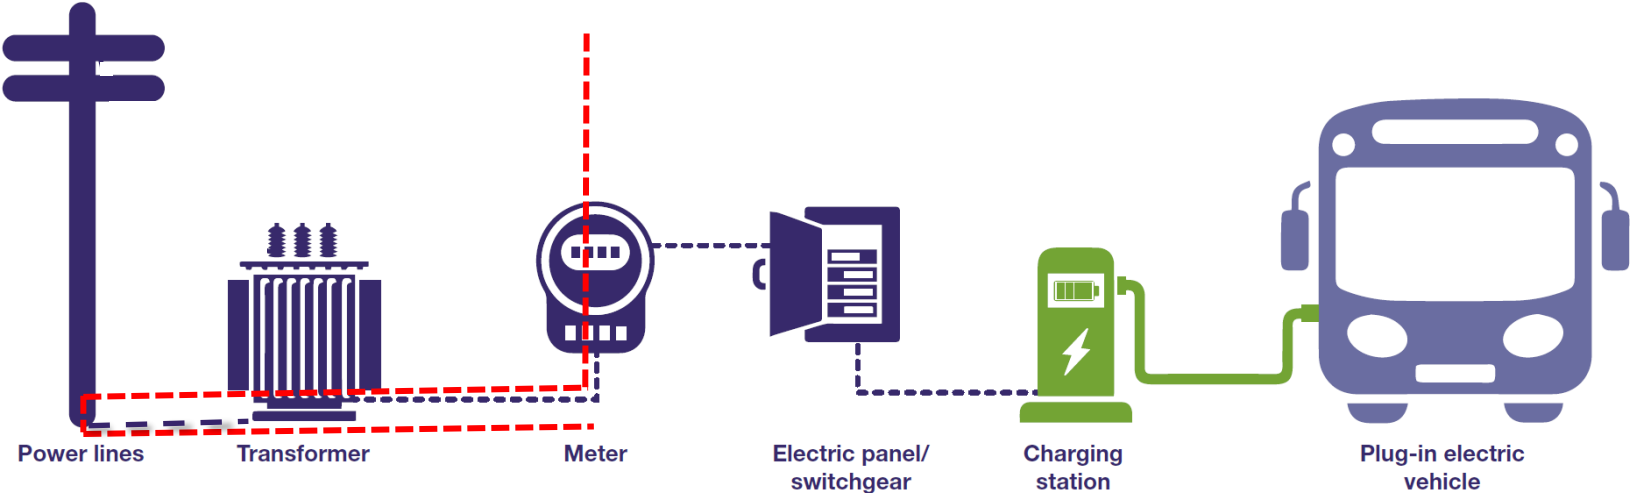 Power lines
Transformer
Meter
Electric panel/
switchgear
Charging
station
Plug-in electric
vehicle